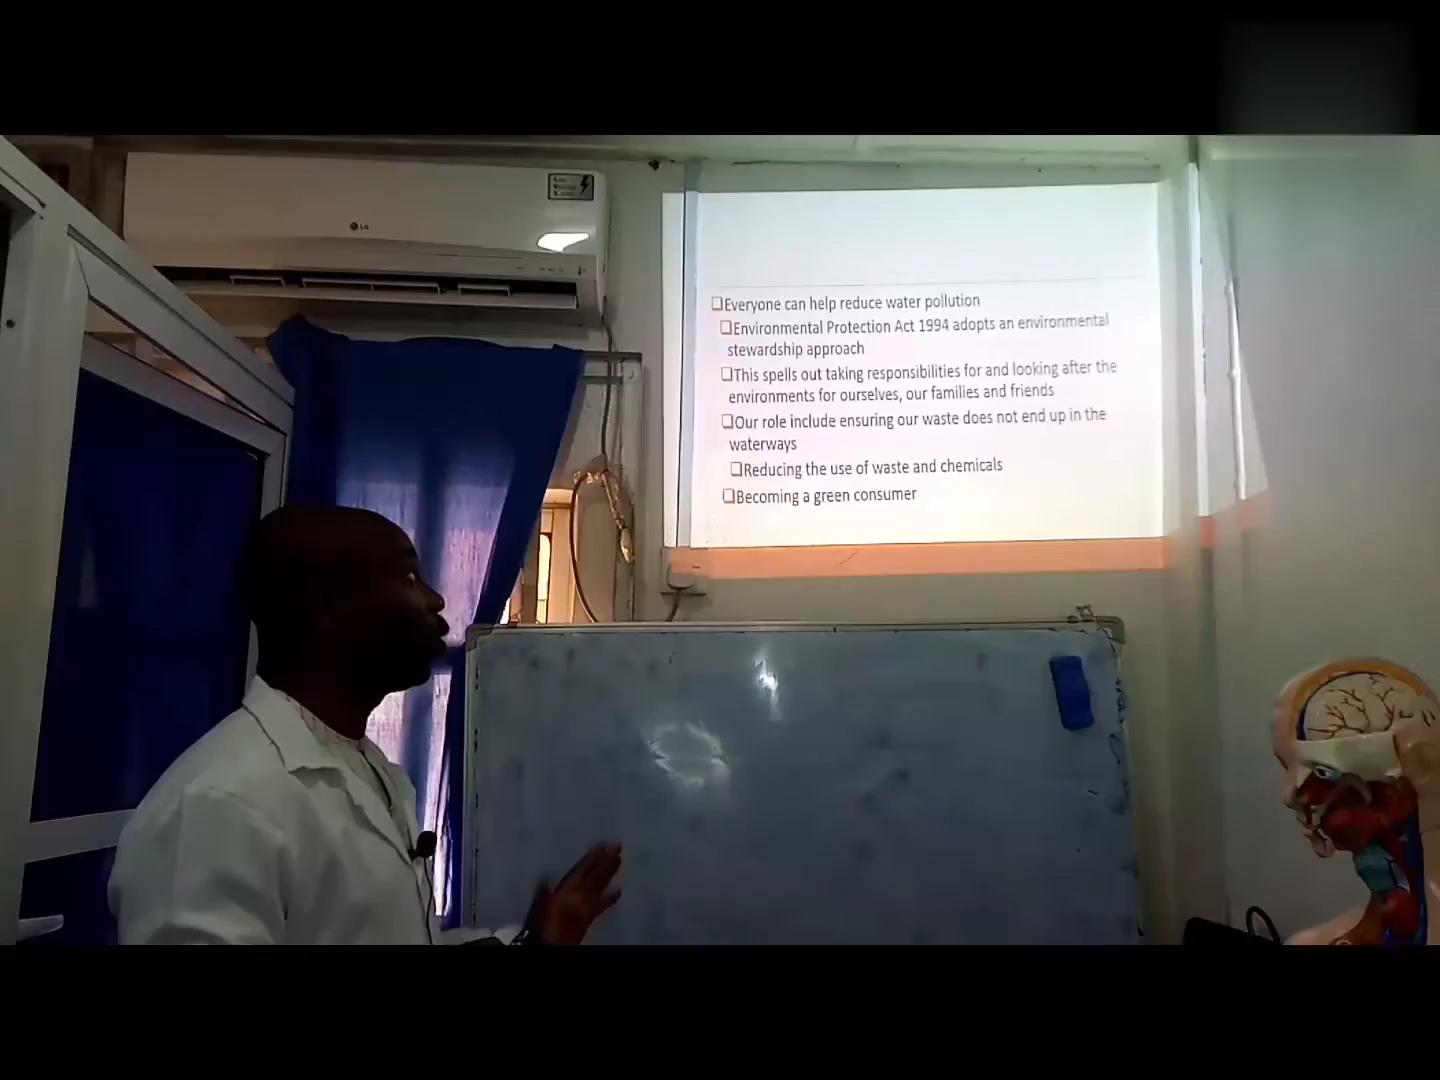 LG
Everyone can help reduce water pollution
Environmental Protection Act 1994 adopts an environmental
stewardship approach
This spells out taking responsibilities for and looking after the
environments for ourselves, our families and friends
Our role include ensuring our waste does not end up in the
waterways
Reducing the use of waste and chemicals
Becoming a green consumer